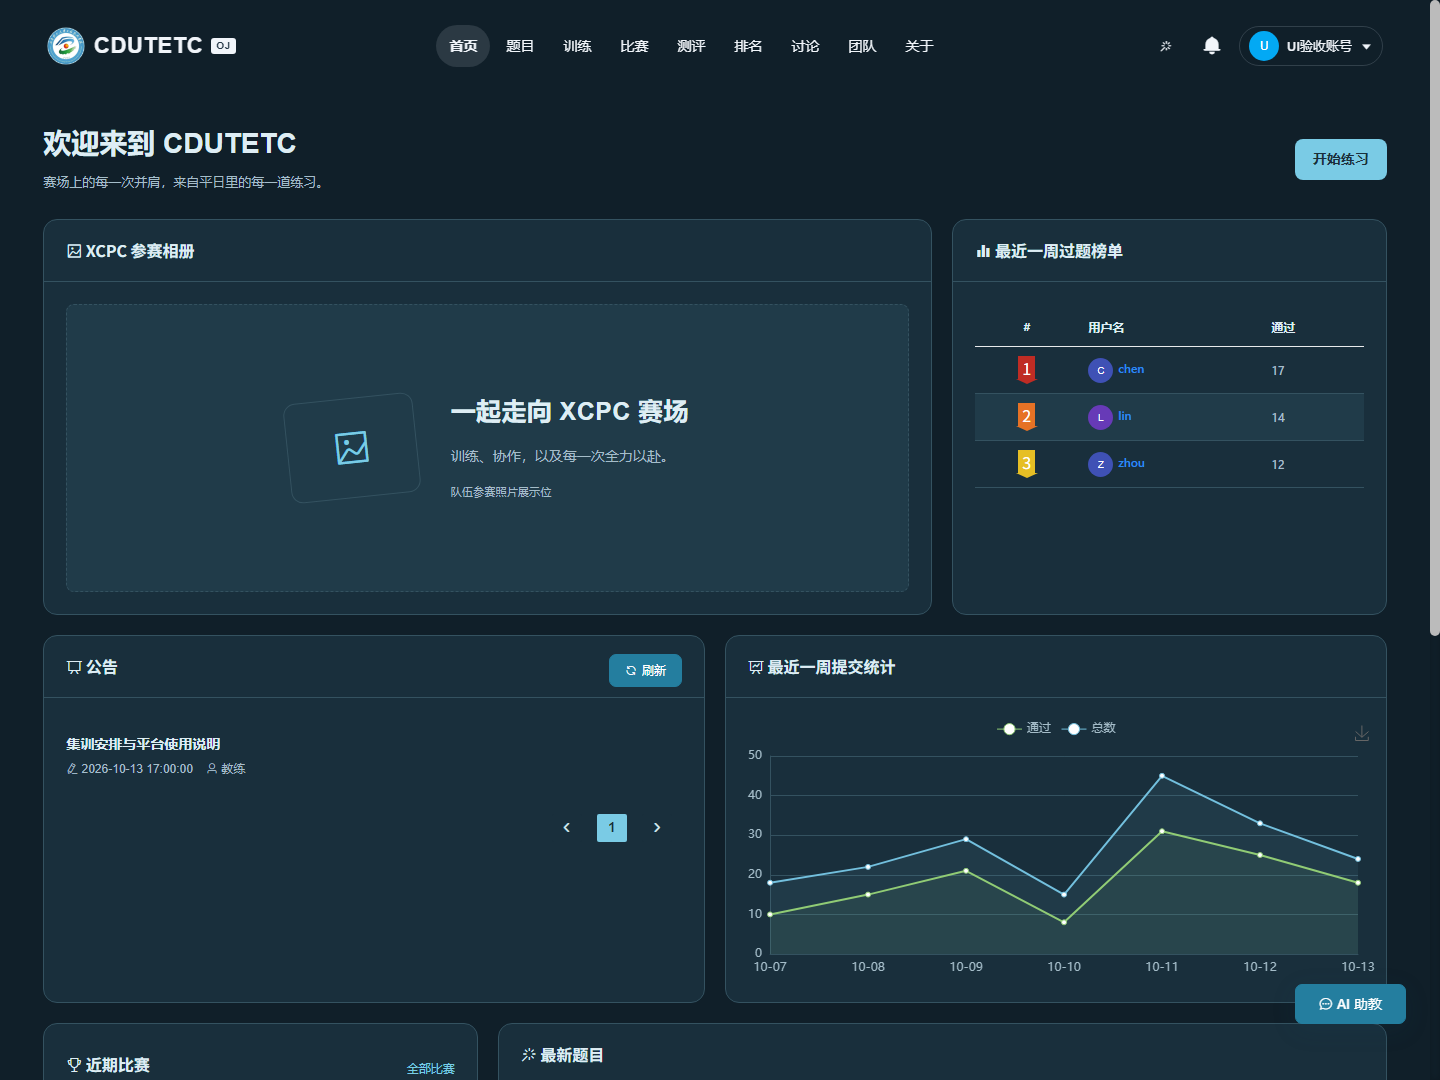 CDUTETC OJ
首页 题目 训练 比赛 测评 排名 讨论 团队 关于
U UI验收账号
欢迎来到 CDUTETC
赛场上的每一次并肩，来自平日里的每一道练习。
开始练习
XCPC 参赛相册
一起走向 XCPC 赛场
训练、协作，以及每一次全力以赴。
队伍参赛照片展示位
最近一周过题榜单
# 用户名 通过
1 C chen 17
2 L lin 14
3 Z zhou 12
公告
刷新
集训安排与平台使用说明
2026-10-13 17:00:00 教练
1
最近一周提交统计
通过 总数
50
40
30
20
10
0
10-07 10-08 10-09 10-10 10-11 10-12 10-13
AI 助教
近期比赛
全部比赛
最新题目